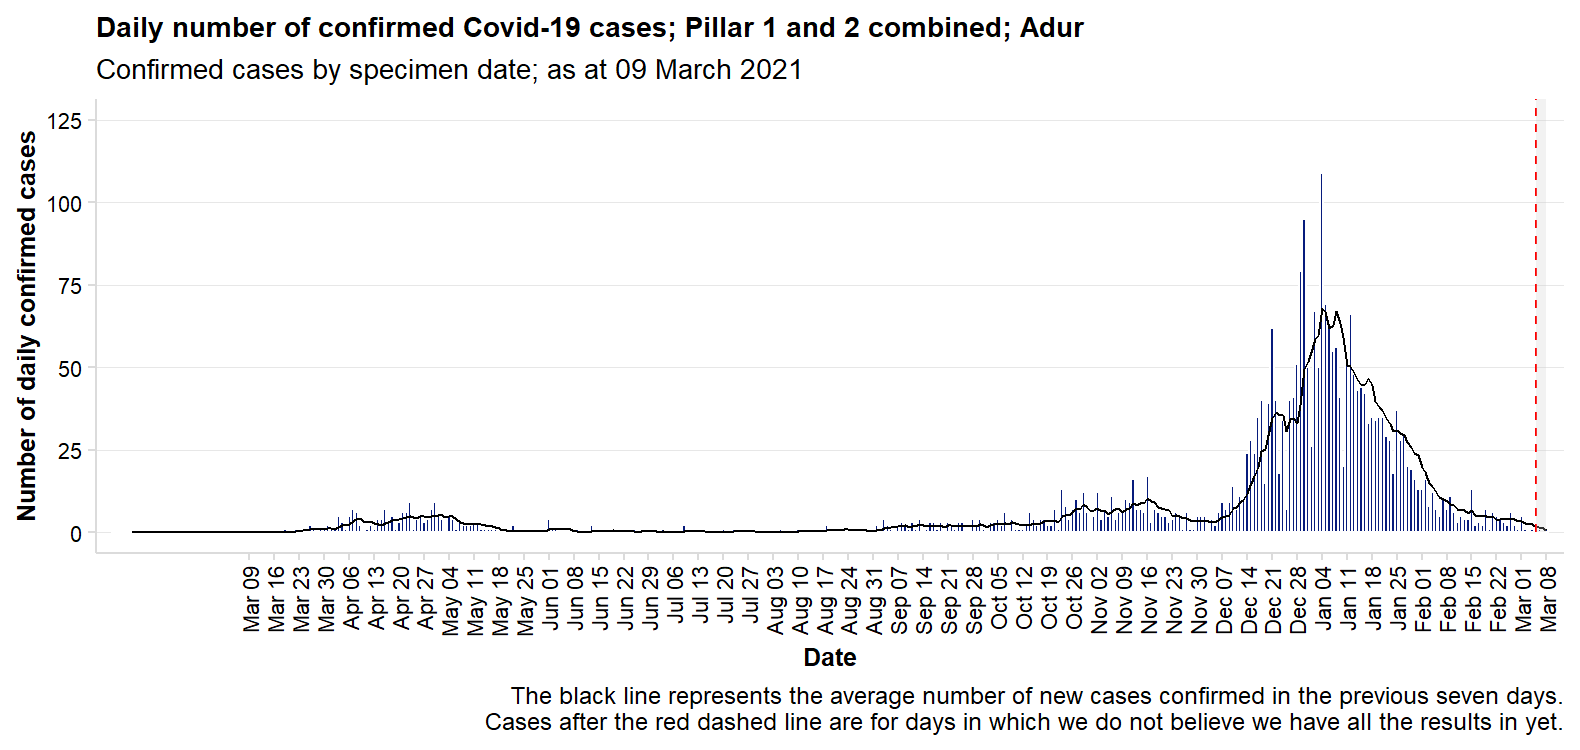 Daily number of confirmed Covid-19 cases; Pillar 1 and 2 combined; Adur
Confirmed cases by specimen date; as at 09 March 2021
Number of daily confirmed cases
125
100
75
50
25
0
Mar 09
Mar 16
Mar 23
Mar 30
Apr 06
Apr 13
Apr 20
Apr 27
May 04
May 11
May 18
May 25
Jun 01
Jun 08
Jun 15
Jun 22
Jun 29
Jul 06
Jul 13
Jul 20
Jul 27
Aug 03
Aug 10
Aug 17
Aug 24
Aug 31
Sep 07
Sep 14
Sep 21
Sep 28
Oct 05
Oct 12
Oct 19
Oct 26
Nov 02
Nov 09
Nov 16
Nov 23
Nov 30
Dec 07
Dec 14
Dec 21
Dec 28
Jan 04
Jan 11
Jan 18
Jan 25
Feb 01
Feb 08
Feb 15
Feb 22
Mar 01
Mar 08
Date
The black line represents the average number of new cases confirmed in the previous seven days.
Cases after the red dashed line are for days in which we do not believe we have all the results in yet.